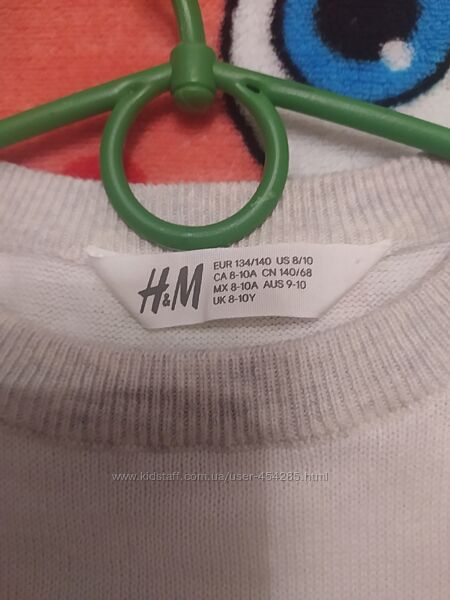 H&M
EUR 134/140 US 8/10
CA 8-10A CN 140/68
MX 8-10A AUS 9-10
UK 8-10Y
www.kidstaff.com.ua/user-454285.html